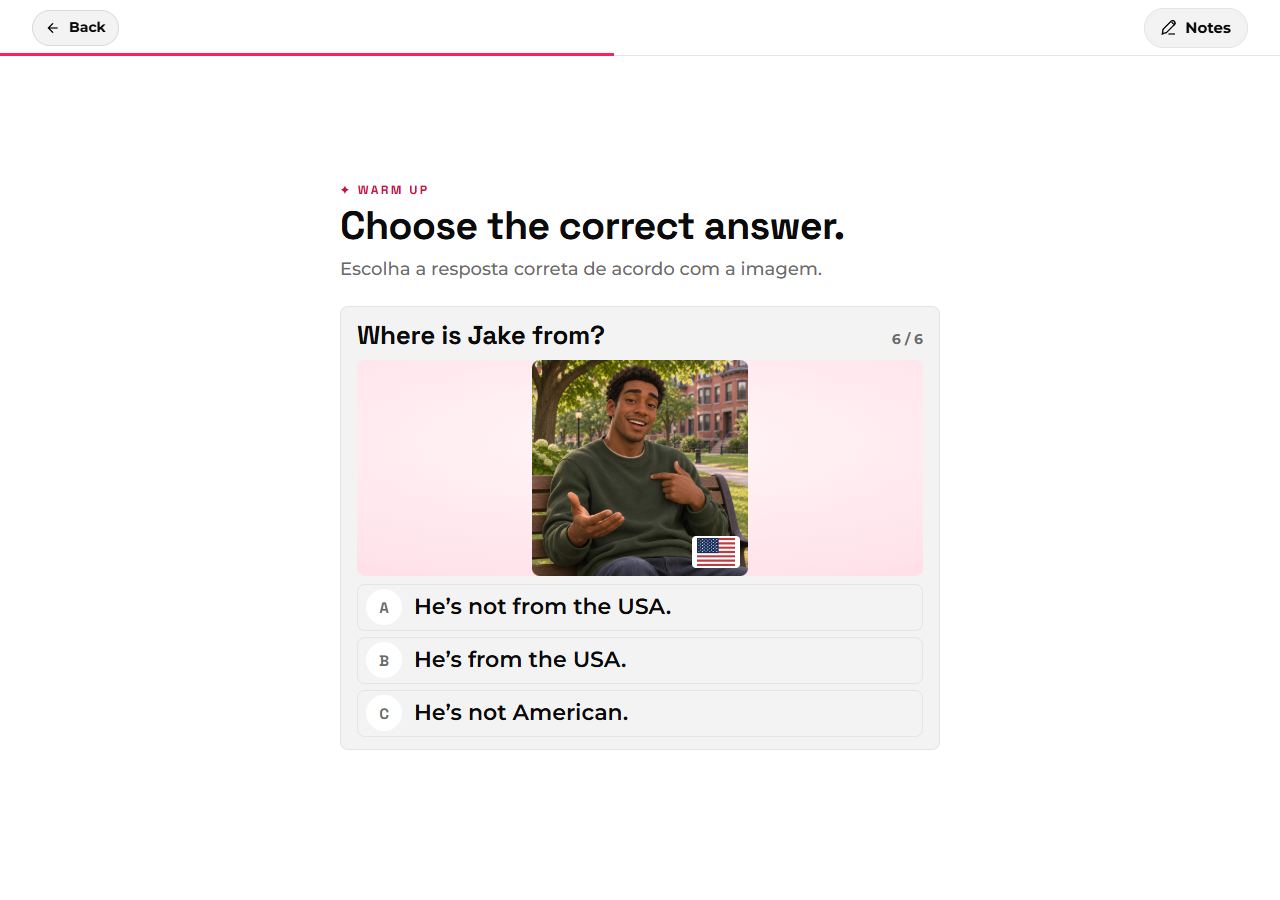 Back
Notes
WARM UP
Choose the correct answer.
Escolha a resposta correta de acordo com a imagem.
Where is Jake from?
6 / 6
A
He’s not from the USA.
B
He’s from the USA.
C
He’s not American.